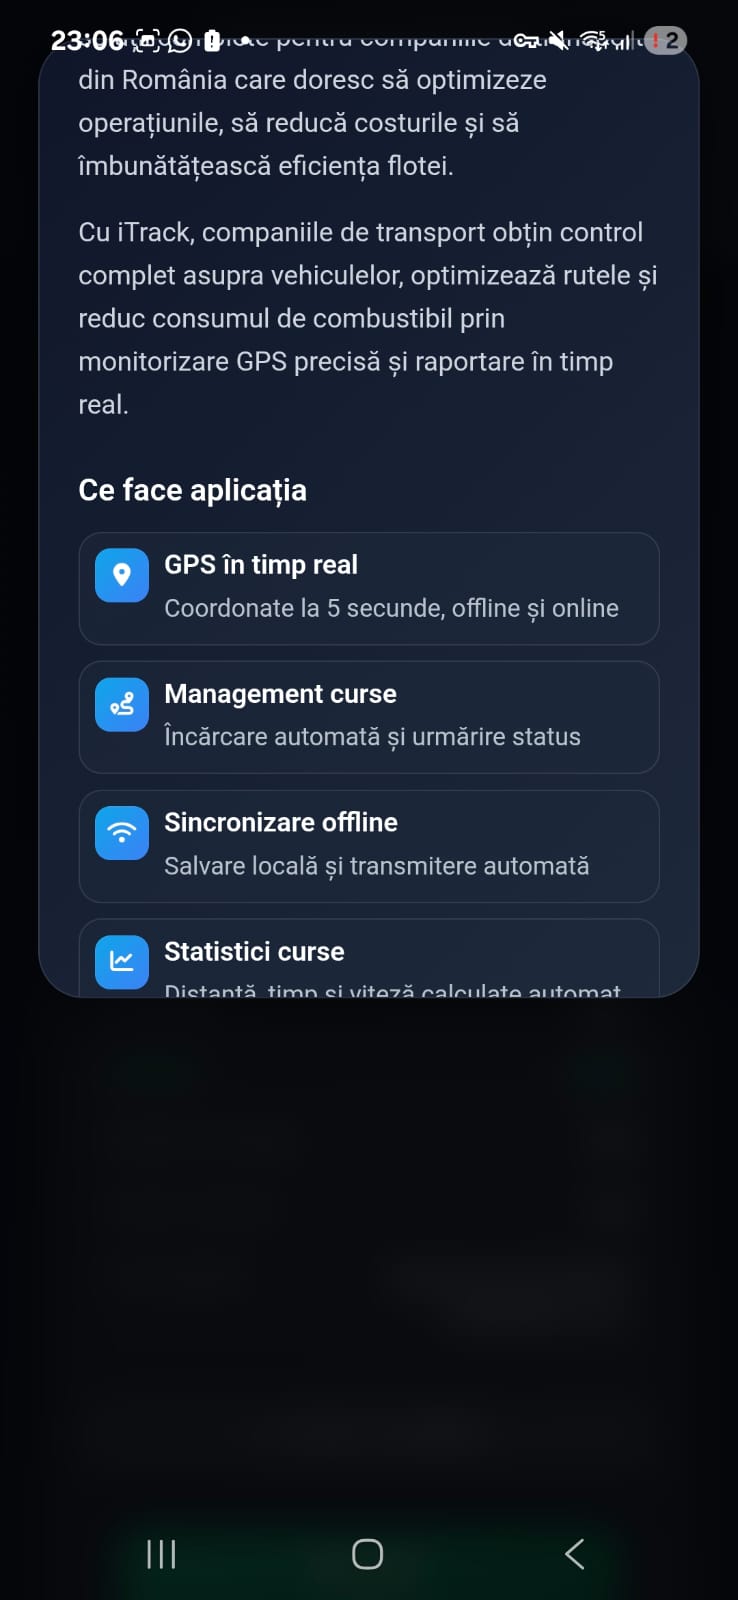 23:06
2
din România care doresc să optimizeze
operațiunile, să reducă costurile și să
îmbunătățească eficiența flotei.
Cu iTrack, companiile de transport obțin control
complet asupra vehiculelor, optimizează rutele și
reduc consumul de combustibil prin
monitorizare GPS precisă și raportare în timp
real.
Ce face aplicația
GPS în timp real
Coordonate la 5 secunde, offline și online
Management curse
Încărcare automată și urmărire status
Sincronizare offline
Salvare locală și transmitere automată
Statistici curse
Distanță, timp și viteză calculate automat